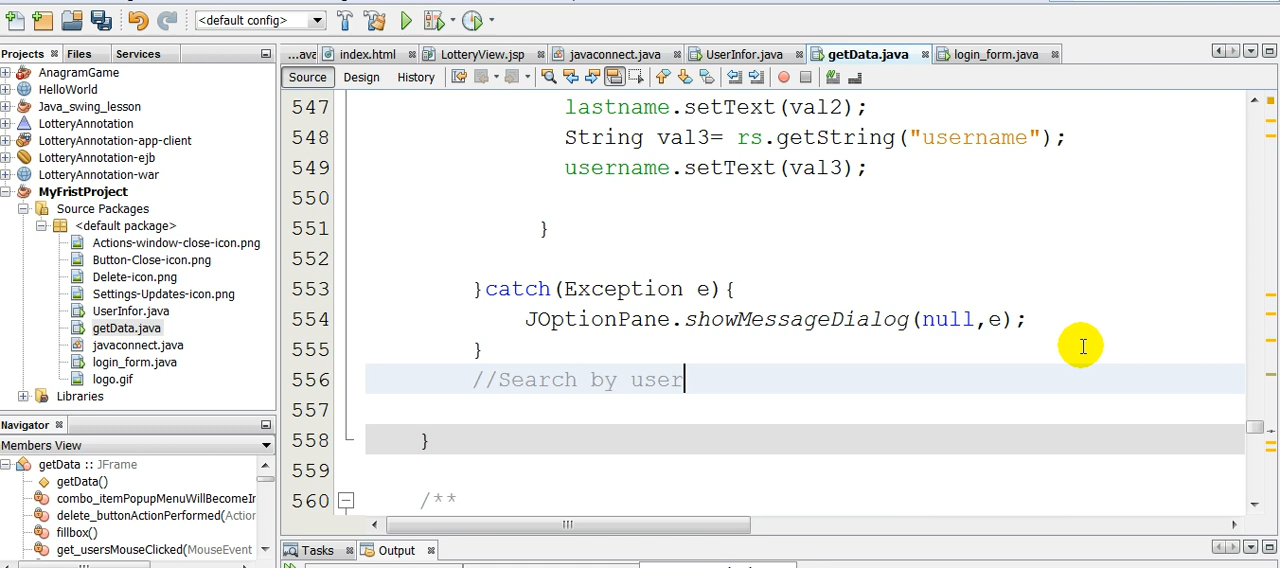 <default config>
Projects Files Services
...ava index.html LotteryView.jsp javaconnect.java UserInfor.java getData.java login_form.java
Source Design History
AnagramGame
HelloWorld
Java_swing_lesson
LotteryAnnotation
LotteryAnnotation-app-client
LotteryAnnotation-ejb
LotteryAnnotation-war
MyFristProject
Source Packages
<default package>
Actions-window-close-icon.png
Button-Close-icon.png
Delete-icon.png
Settings-Updates-icon.png
UserInfor.java
getData.java
javaconnect.java
login_form.java
logo.gif
Libraries
547 lastname.setText(val2);
548 String val3= rs.getString("username");
549 username.setText(val3);
550
551 }
552
553 }catch(Exception e){
554 JOptionPane.showMessageDialog(null,e);
555 }
556 //Search by user
557
558 }
559
560 /**
Navigator
Members View
getData :: JFrame
getData()
combo_itemPopupMenuWillBecomeIn
delete_buttonActionPerformed(Action
fillbox()
get_usersMouseClicked(MouseEvent
Tasks Output